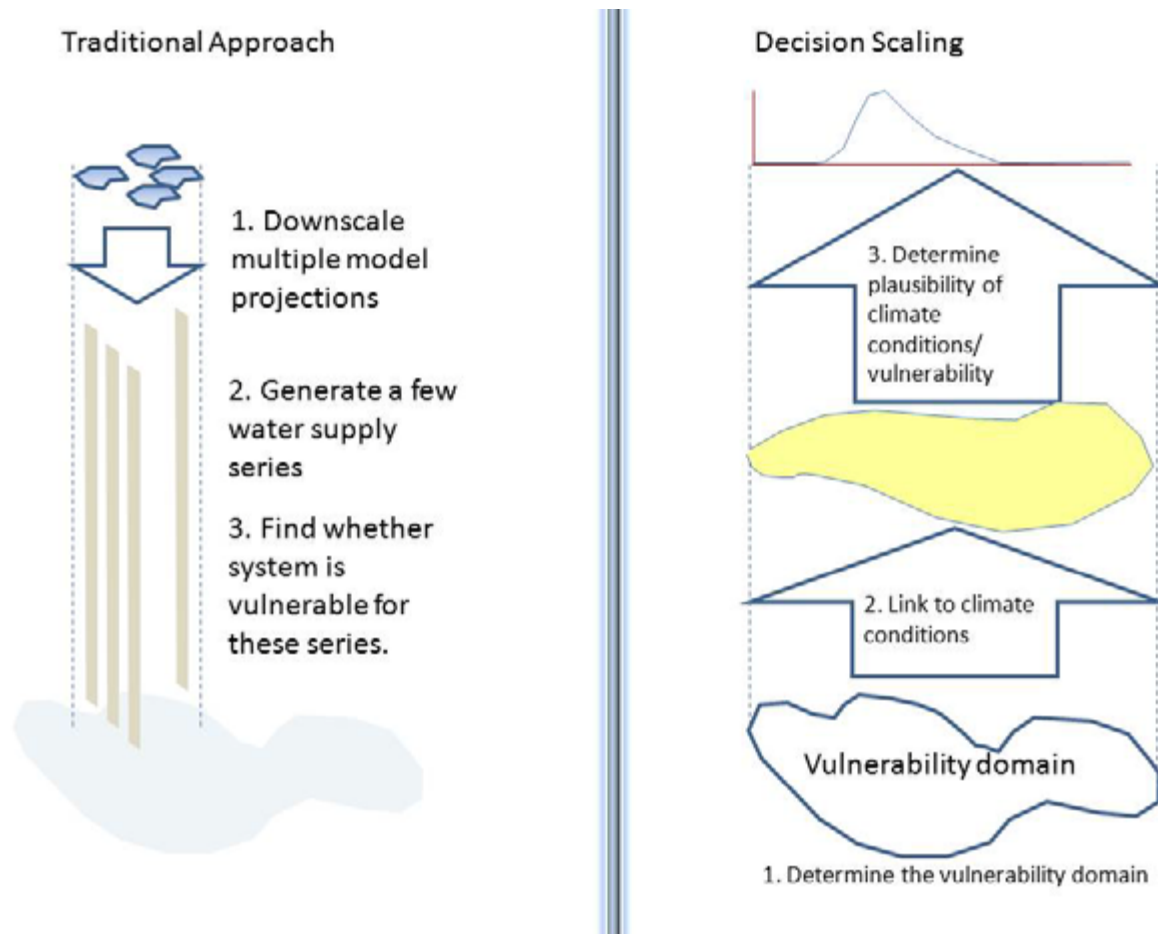 Traditional Approach
1. Downscale
multiple model
projections
2. Generate a few
water supply
series
3. Find whether
system is
vulnerable for
these series.
Decision Scaling
3. Determine
plausibility of
climate
conditions/
vulnerability
2. Link to climate
conditions
Vulnerability domain
1. Determine the vulnerability domain